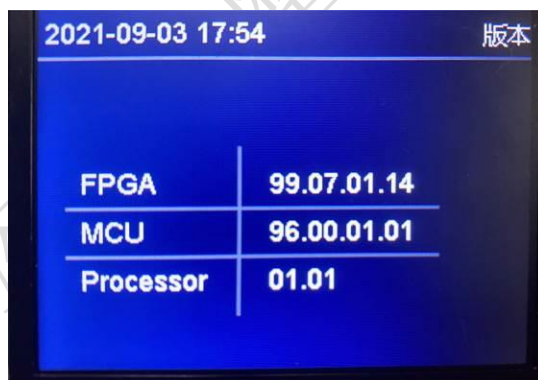 2021-09-03 17:54 版本
FPGA 99.07.01.14
MCU 96.00.01.01
Processor 01.01